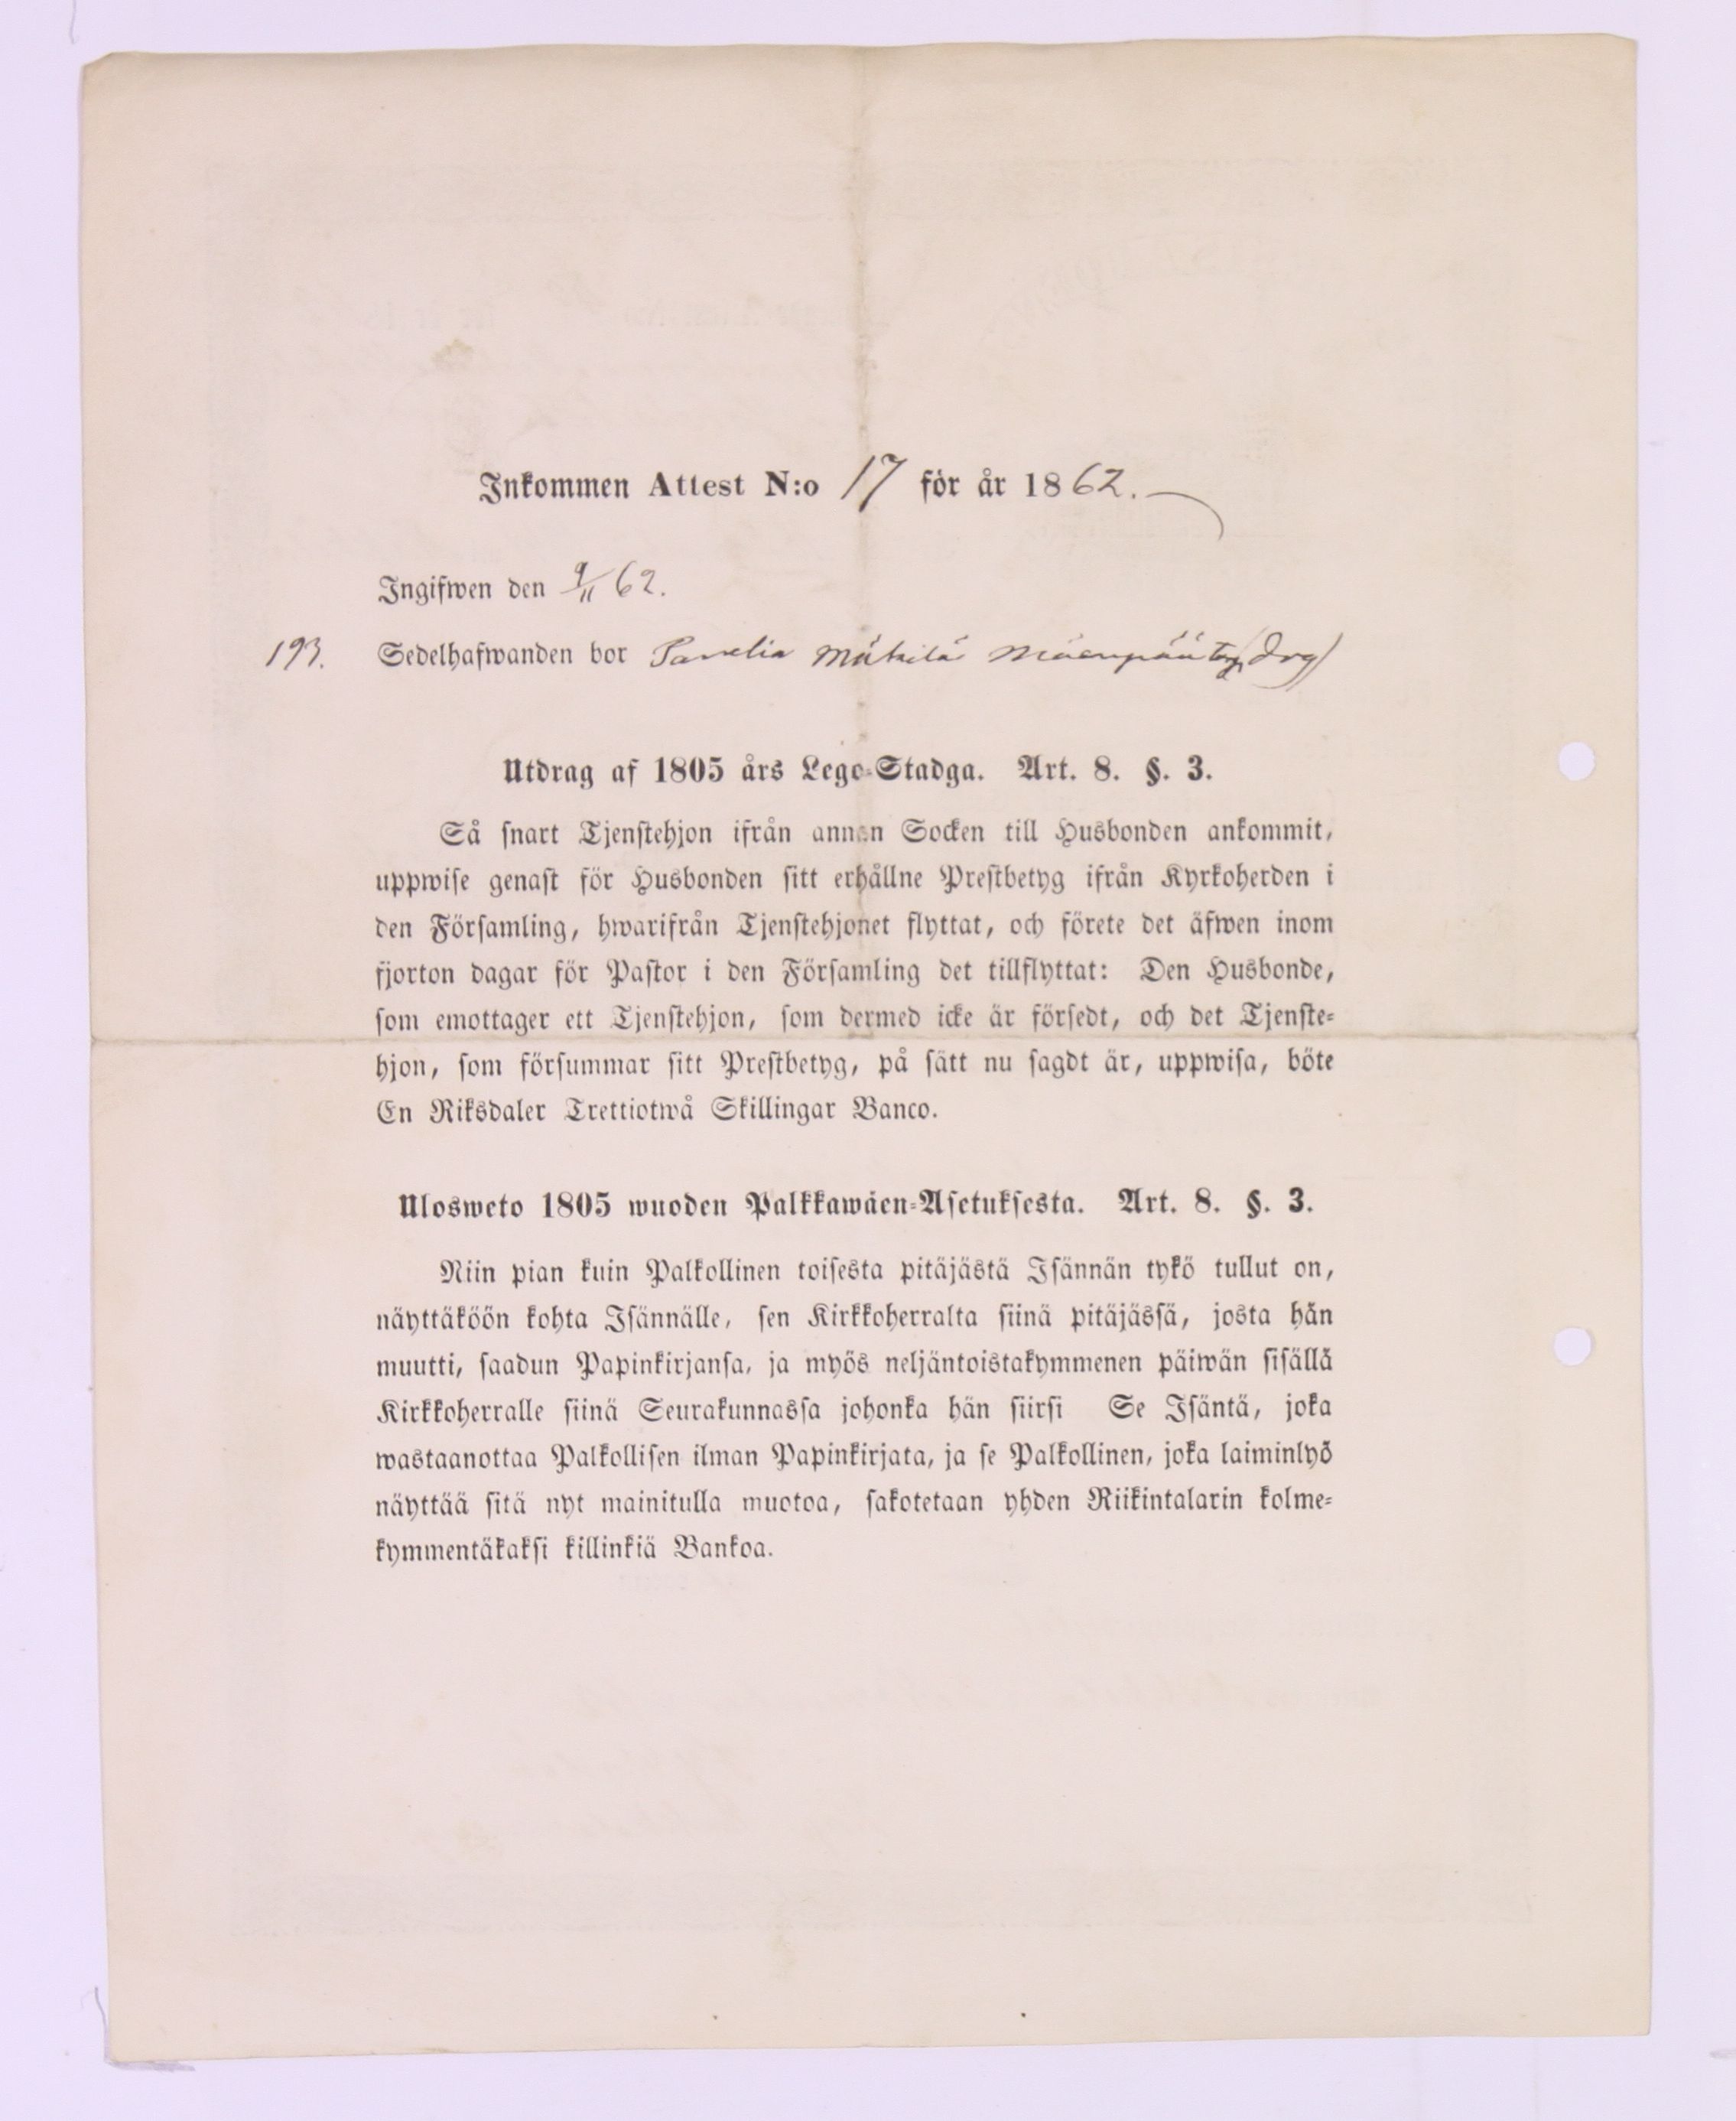 Inkommen Attest N:o 17 för år 1862.
Ingifwen den 9/11 62.
193. Sedelhafwanden bor Panelia Mäkilä Mäenpää torp (Drg)
Utdrag af 1805 års Lego-Stadga. Art. 8. §. 3.
Så snart Tjenstehjon ifrån annan Socken till Husbonden ankommit,
uppwise genast för Husbonden sitt erhållne Prestbetyg ifrån Kyrkoherden i
den Församling, hwarifrån Tjenstehjonet flyttat, och förete det äfwen inom
fjorton dagar för Pastor i den Församling det tillflyttat: Den Husbonde,
som emottager ett Tjenstehjon, som dermed icke är försedt, och det Tjenste-
hjon, som försummar sitt Prestbetyg, på sätt nu sagdt är, uppwisa, böte
En Riksdaler Trettiotwå Skillingar Banco.
Ulosweto 1805 wuoden Palkkawäen-Asetuksesta. Art. 8. §. 3.
Niin pian kuin Palkollinen toisesta pitäjästä Isännän tykö tullut on,
näyttäköön kohta Isännälle, sen Kirkkoherralta siinä pitäjässä, josta hän
muutti, saadun Papinkirjansa, ja myös neljäntoistakymmenen päiwän sisällä
Kirkkoherralle siinä Seurakunnassa johonka hän siirsi Se Isäntä, joka
wastaanottaa Palkollisen ilman Papinkirjata, ja se Palkollinen, joka laiminlyö
näyttää sitä nyt mainitulla muotoa, sakotetaan yhden Riikintalarin kolme-
kymmentäkaksi killinkiä Bankoa.